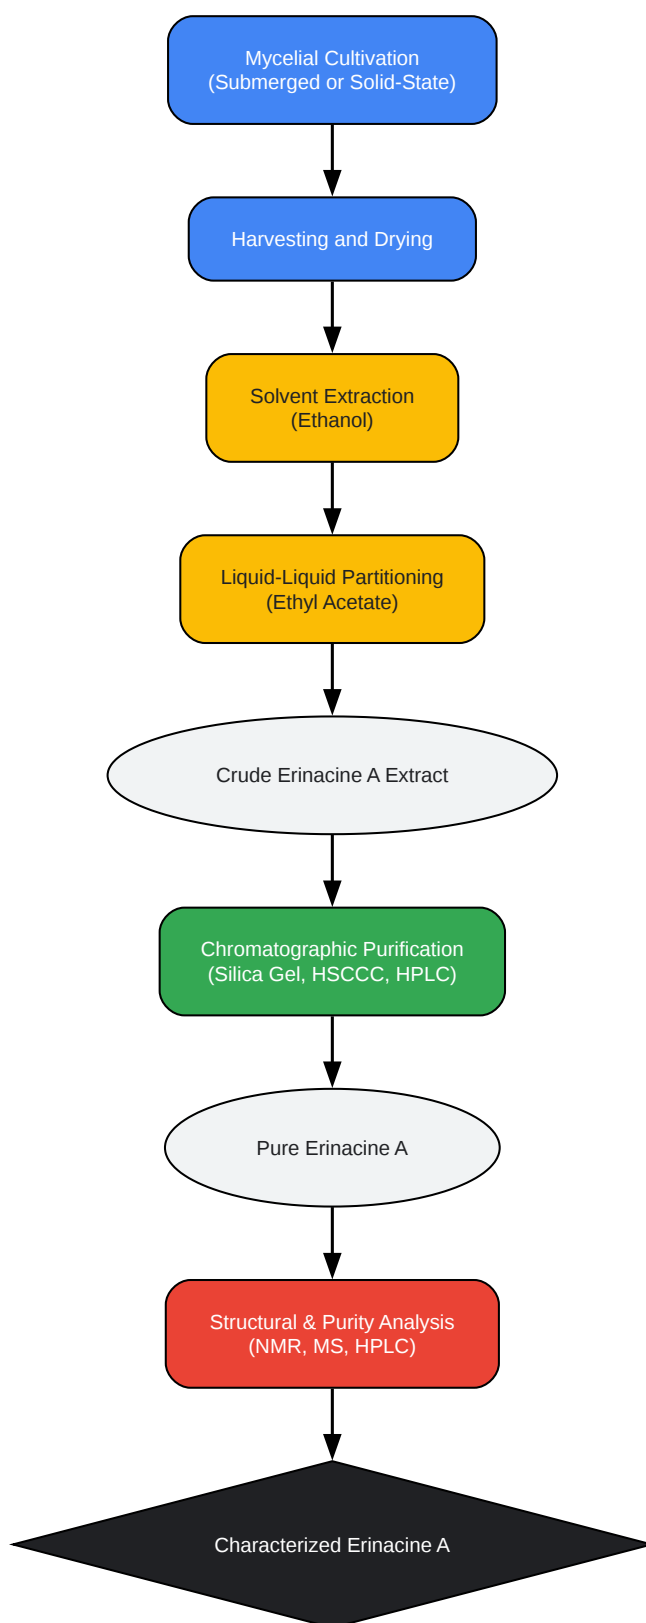 Mycelial Cultivation
(Submerged or Solid-State)
Harvesting and Drying
Solvent Extraction
(Ethanol)
Liquid-Liquid Partitioning
(Ethyl Acetate)
Crude Erinacine A Extract
Chromatographic Purification
(Silica Gel, HSCCC, HPLC)
Pure Erinacine A
Structural & Purity Analysis
(NMR, MS, HPLC)
Characterized Erinacine A